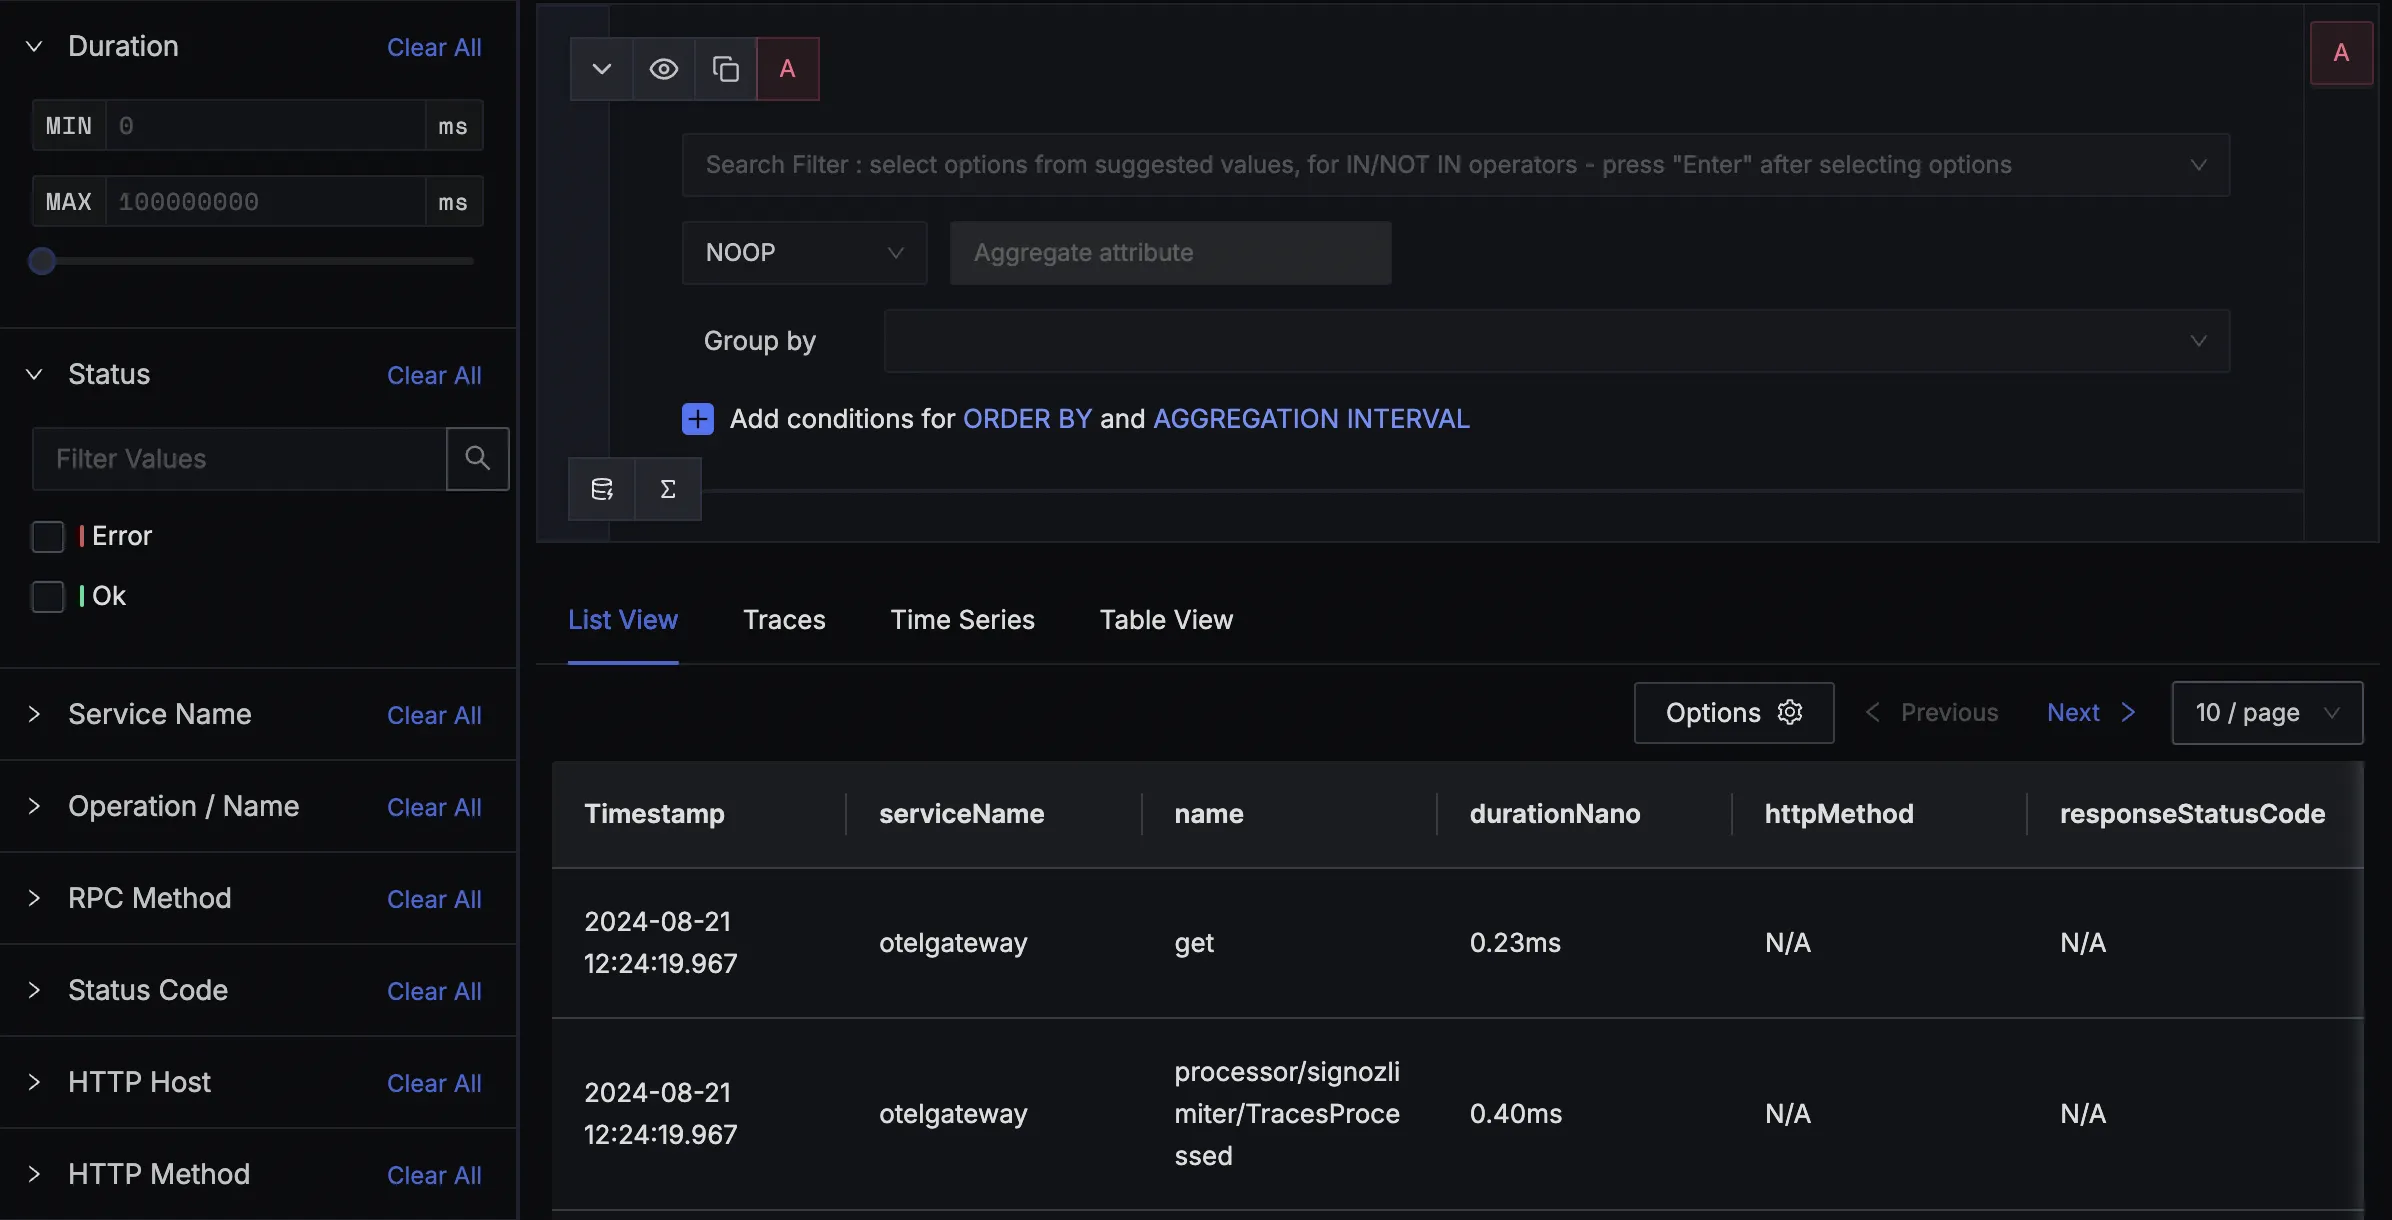 Duration Clear All
MIN 0 ms
MAX 100000000 ms
Status Clear All
Filter Values
Error
Ok
Service Name Clear All
Operation / Name Clear All
RPC Method Clear All
Status Code Clear All
HTTP Host Clear All
HTTP Method Clear All
A
A
Search Filter : select options from suggested values, for IN/NOT IN operators - press "Enter" after selecting options
NOOP Aggregate attribute
Group by
Add conditions for ORDER BY and AGGREGATION INTERVAL
Σ
List View Traces Time Series Table View
Options Previous Next 10 / page
Timestamp serviceName name durationNano httpMethod responseStatusCode
2024-08-21
12:24:19.967
otelgateway get 0.23ms N/A N/A
2024-08-21
12:24:19.967
otelgateway
processor/signozli
miter/TracesProce
ssed
0.40ms N/A N/A